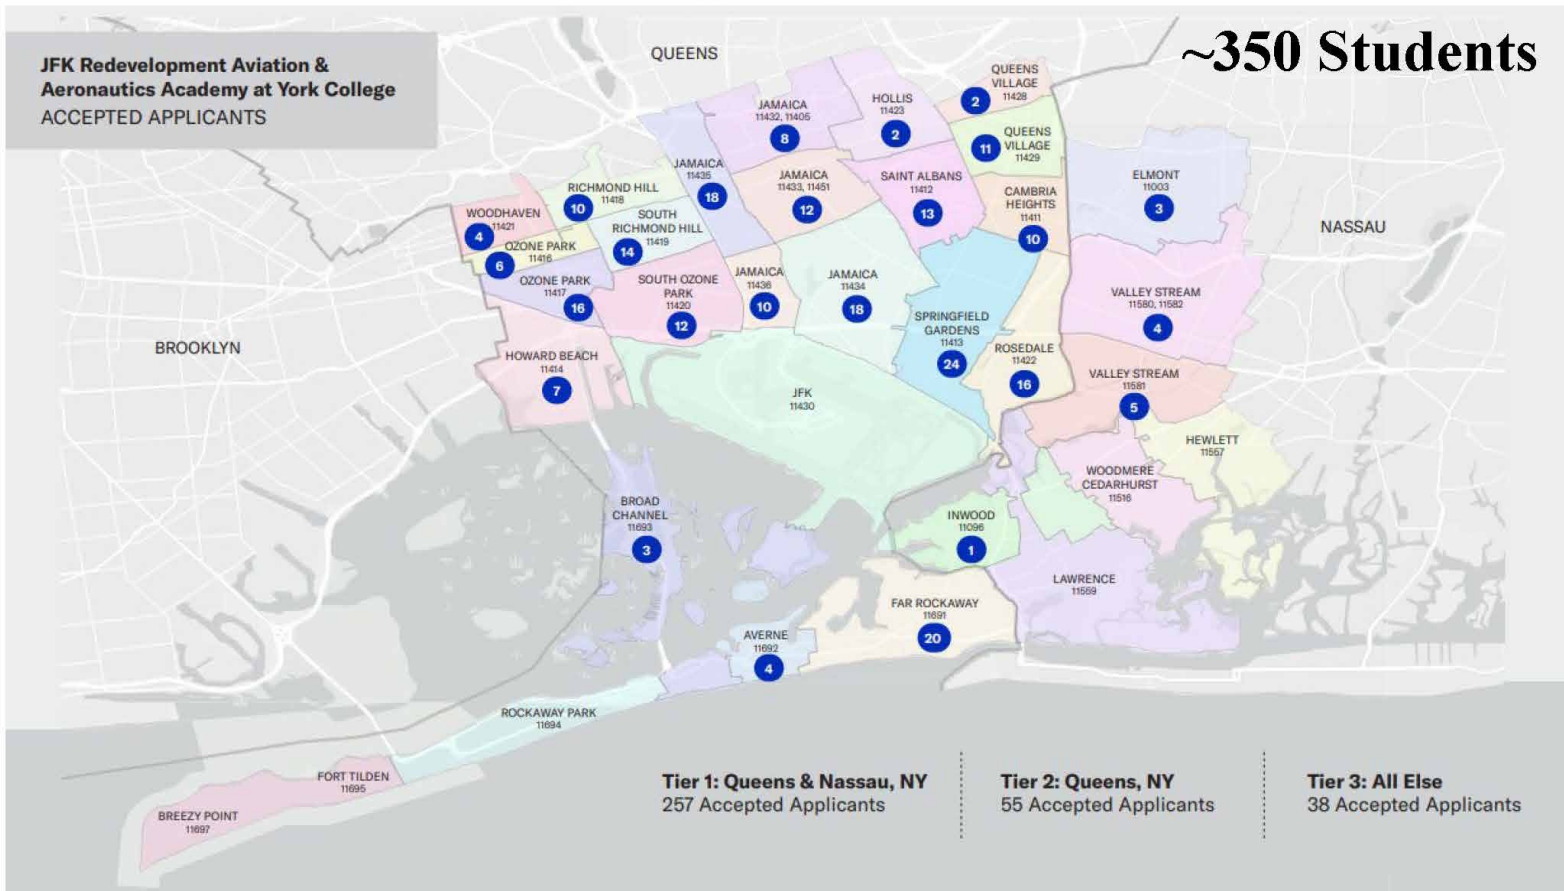 ~350 Students
JFK Redevelopment Aviation &
Aeronautics Academy at York College
ACCEPTED APPLICANTS
QUEENS
QUEENS
VILLAGE
11428
2
JAMAICA
11432, 11405
8
HOLLIS
11423
2
QUEENS
VILLAGE
11429
11
JAMAICA
11435
18
JAMAICA
11433, 11451
12
SAINT ALBANS
11412
13
CAMBRIA
HEIGHTS
11411
10
ELMONT
11003
3
NASSAU
RICHMOND HILL
11418
10
WOODHAVEN
11421
4
SOUTH
RICHMOND HILL
11419
14
OZONE PARK
11416
6
OZONE PARK
11417
16
SOUTH OZONE
PARK
11420
12
JAMAICA
11436
10
JAMAICA
11434
18
SPRINGFIELD
GARDENS
11413
24
VALLEY STREAM
11580, 11582
4
BROOKLYN
HOWARD BEACH
11414
7
ROSEDALE
11422
16
VALLEY STREAM
11581
5
JFK
11430
HEWLETT
11557
WOODMERE
CEDARHURST
11516
BROAD
CHANNEL
11693
3
INWOOD
11096
1
LAWRENCE
11559
FAR ROCKAWAY
11691
20
AVERNE
11692
4
ROCKAWAY PARK
11694
FORT TILDEN
11695
BREEZY POINT
11697
Tier 1: Queens & Nassau, NY
257 Accepted Applicants
Tier 2: Queens, NY
55 Accepted Applicants
Tier 3: All Else
38 Accepted Applicants